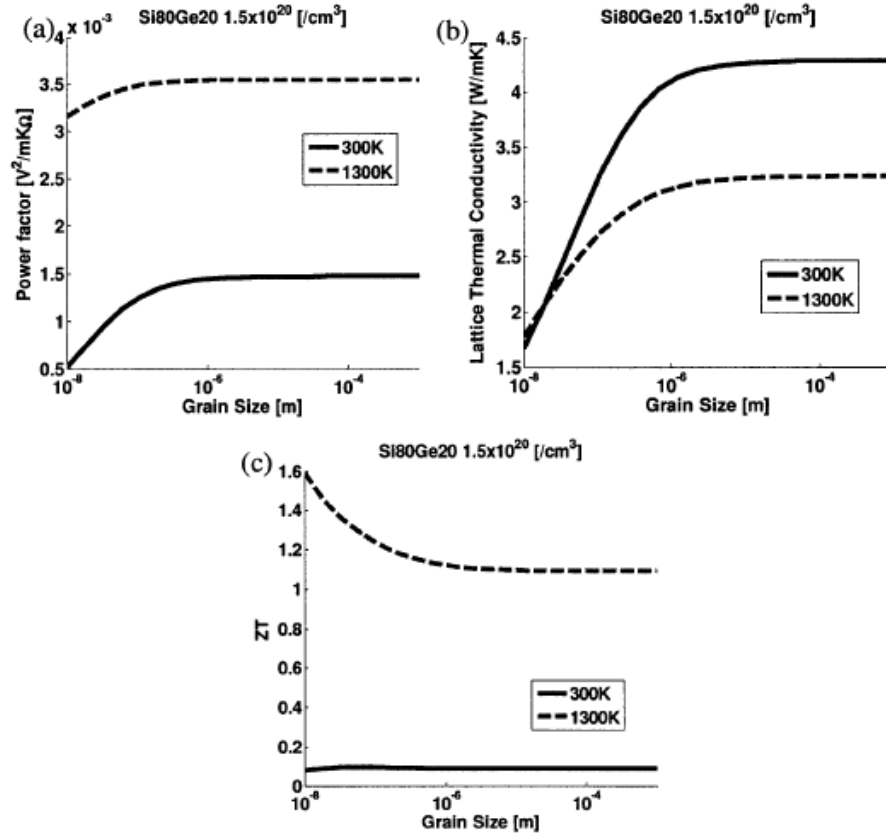 (a)
Si80Ge20 1.5x10^20 [/cm^3]
4 x 10^-3
3.5
3
2.5
2
1.5
1
0.5
Power factor [V^2/mKΩ]
300K
1300K
10^-8
10^-6
10^-4
Grain Size [m]
(b)
Si80Ge20 1.5x10^20 [/cm^3]
4.5
4
3.5
3
2.5
2
1.5
Lattice Thermal Conductivity [W/mK]
300K
1300K
10^-8
10^-6
10^-4
Grain Size [m]
(c)
Si80Ge20 1.5x10^20 [/cm^3]
1.6
1.4
1.2
1
0.8
0.6
0.4
0.2
0
ZT
300K
1300K
10^-8
10^-6
10^-4
Grain Size [m]